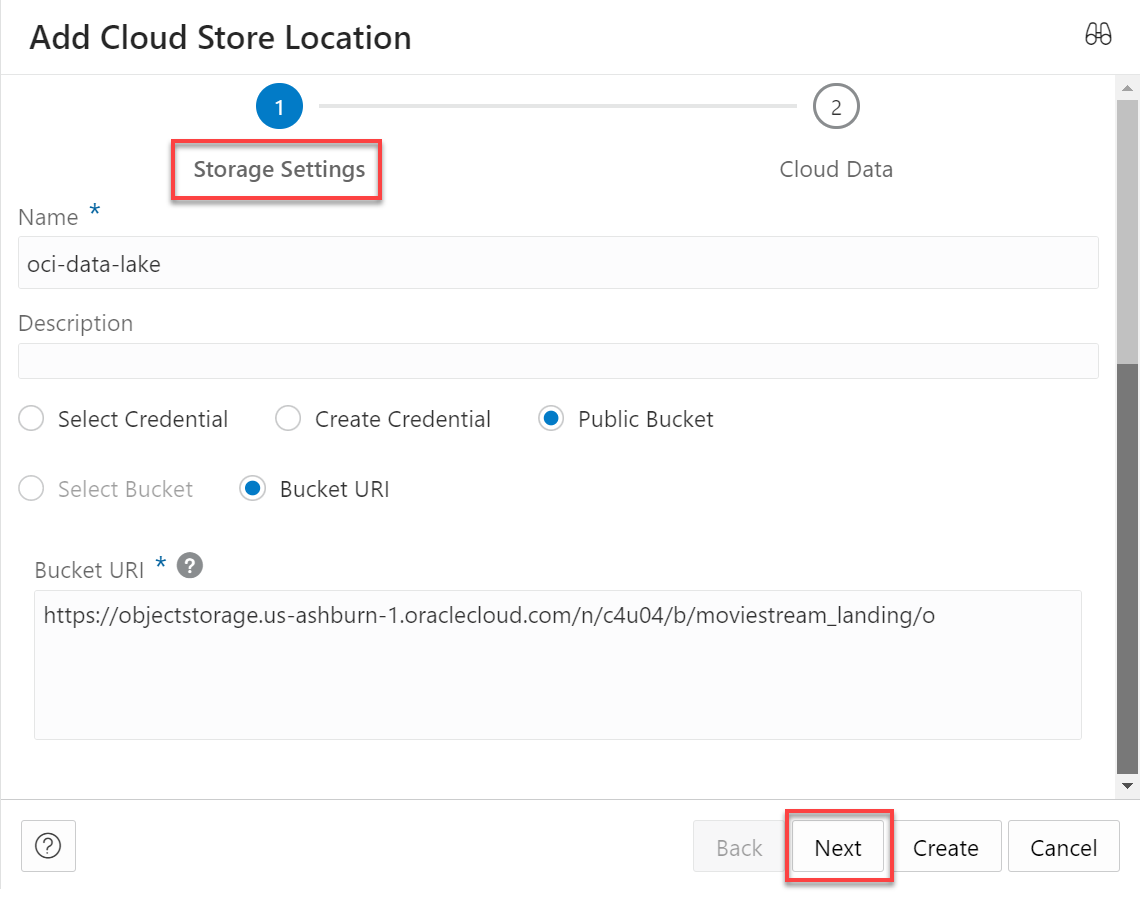 Add Cloud Store Location
1
2
Storage Settings
Cloud Data
Name *
oci-data-lake
Description
Select Credential Create Credential Public Bucket
Select Bucket Bucket URI
Bucket URI * ?
https://objectstorage.us-ashburn-1.oraclecloud.com/n/c4u04/b/moviestream_landing/o
? Back Next Create Cancel